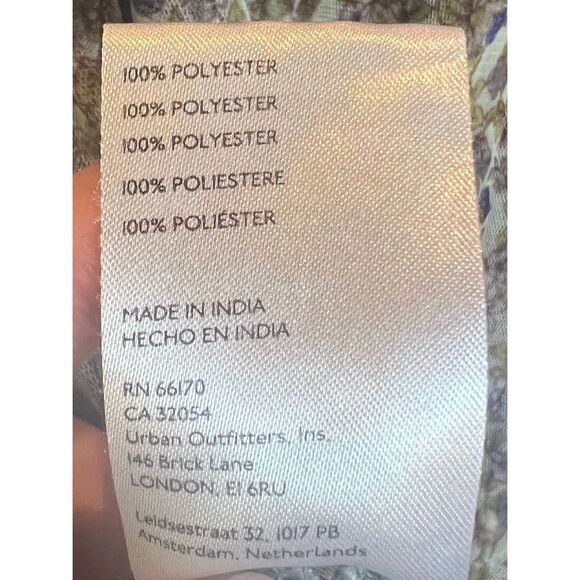 100% POLYESTER
100% POLYESTER
100% POLYESTER
100% POLIESTERE
100% POLIÉSTER
MADE IN INDIA
HECHO EN INDIA
RN 66170
CA 32054
Urban Outfitters, Ins.
146 Brick Lane
LONDON, E1 6RU
Leidsestraat 32, 1017 PB
Amsterdam, Netherlands